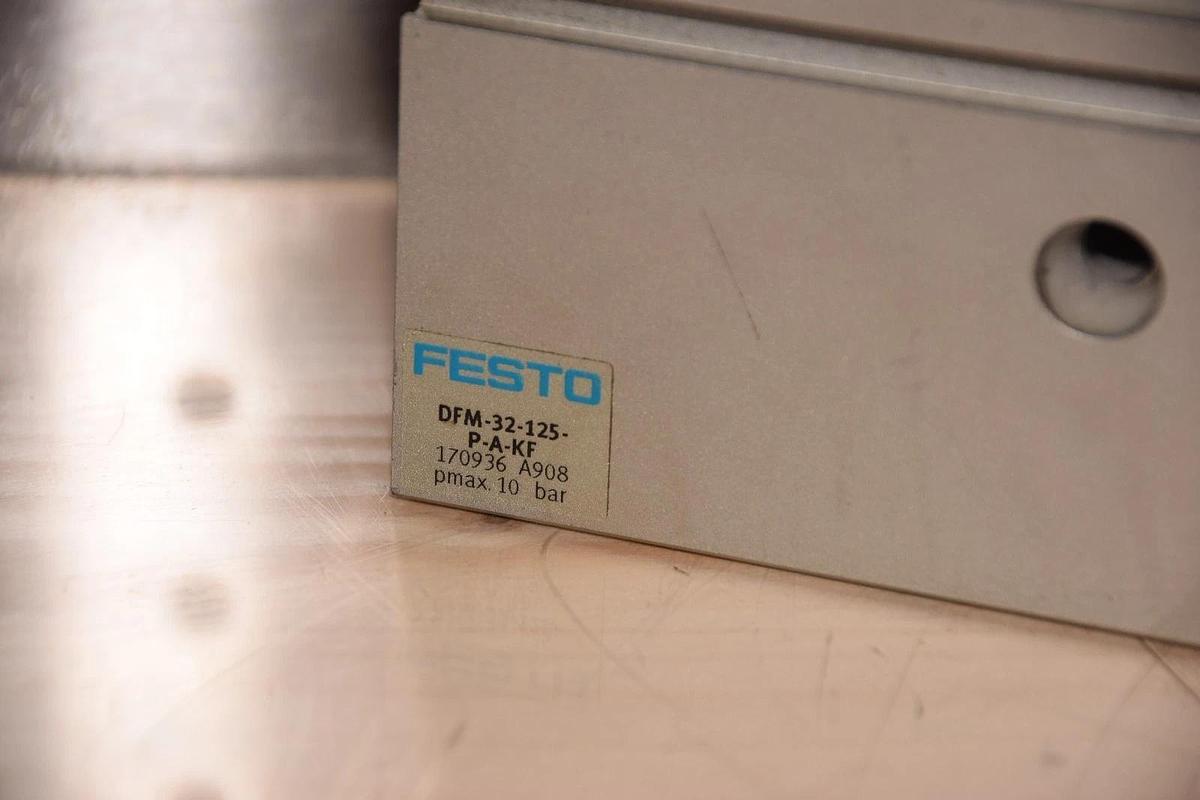 FESTO
DFM-32-125-
P-A-KF
170936 A908
pmax. 10 bar